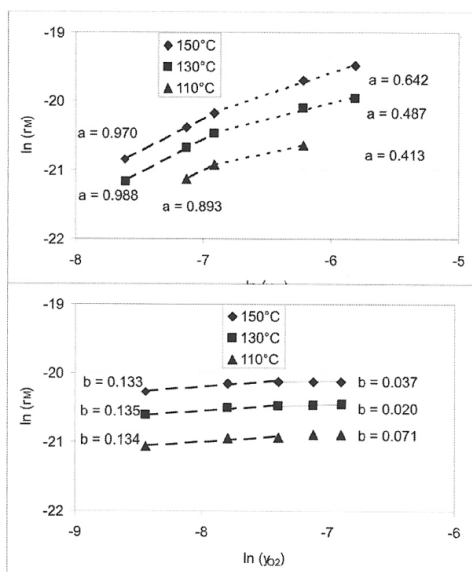 -19
150°C
130°C
110°C
-20
a = 0.642
a = 0.487
ln (rM)
a = 0.970
-21
a = 0.413
a = 0.988
a = 0.893
-22
-8
-7
-6
-5
-19
150°C
130°C
110°C
-20
b = 0.133
b = 0.037
ln (rM)
b = 0.135
b = 0.020
-21
b = 0.134
b = 0.071
-22
-9
-8
-7
-6
ln (yO2)